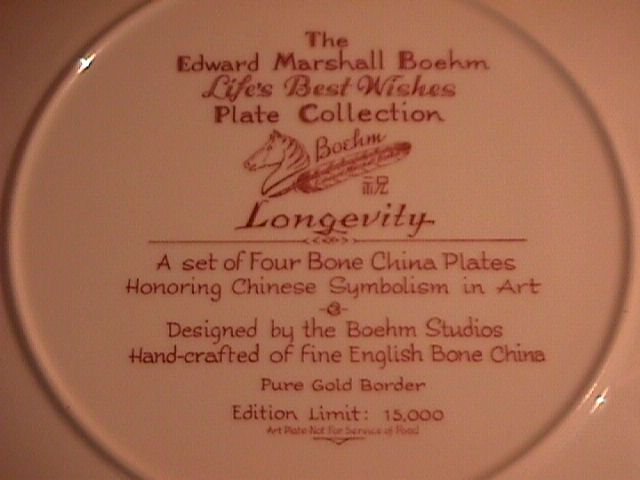 The
Edward Marshall Boehm
Life's Best Wishes
Plate Collection
Boehm
祝
Longevity
A set of Four Bone China Plates
Honoring Chinese Symbolism in Art
Designed by the Boehm Studios
Hand-crafted of fine English Bone China
Pure Gold Border
Edition Limit: 15,000
Art Plate Not For Service of Food